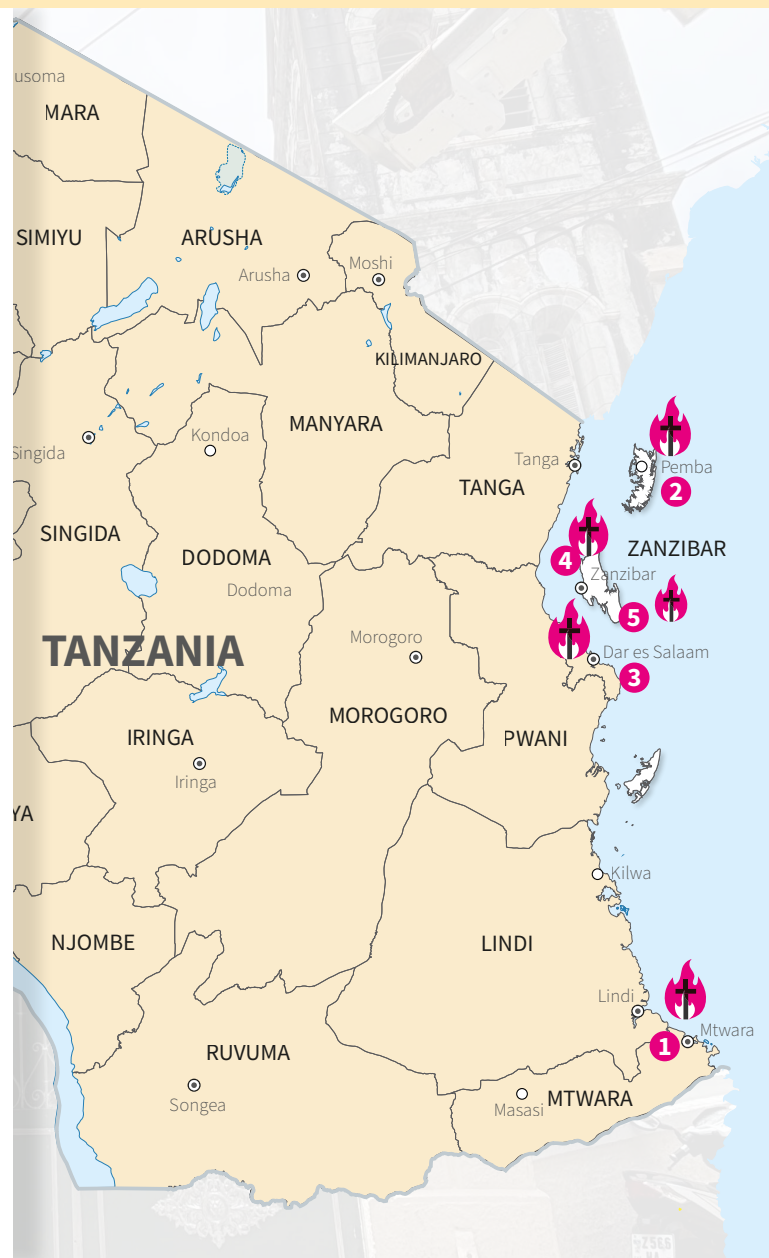 usoma
MARA
SIMIYU
ARUSHA
Arusha
Moshi
KILIMANJARO
MANYARA
Kondoa
Singida
Tanga
TANGA
Pemba
2
SINGIDA
DODOMA
Dodoma
ZANZIBAR
4
Zanzibar
5
TANZANIA
Morogoro
Dar es Salaam
3
MOROGORO
IRINGA
Iringa
PWANI
YA
Kilwa
NJOMBE
LINDI
Lindi
Mtwara
1
RUVUMA
Songea
Masasi
MTWARA